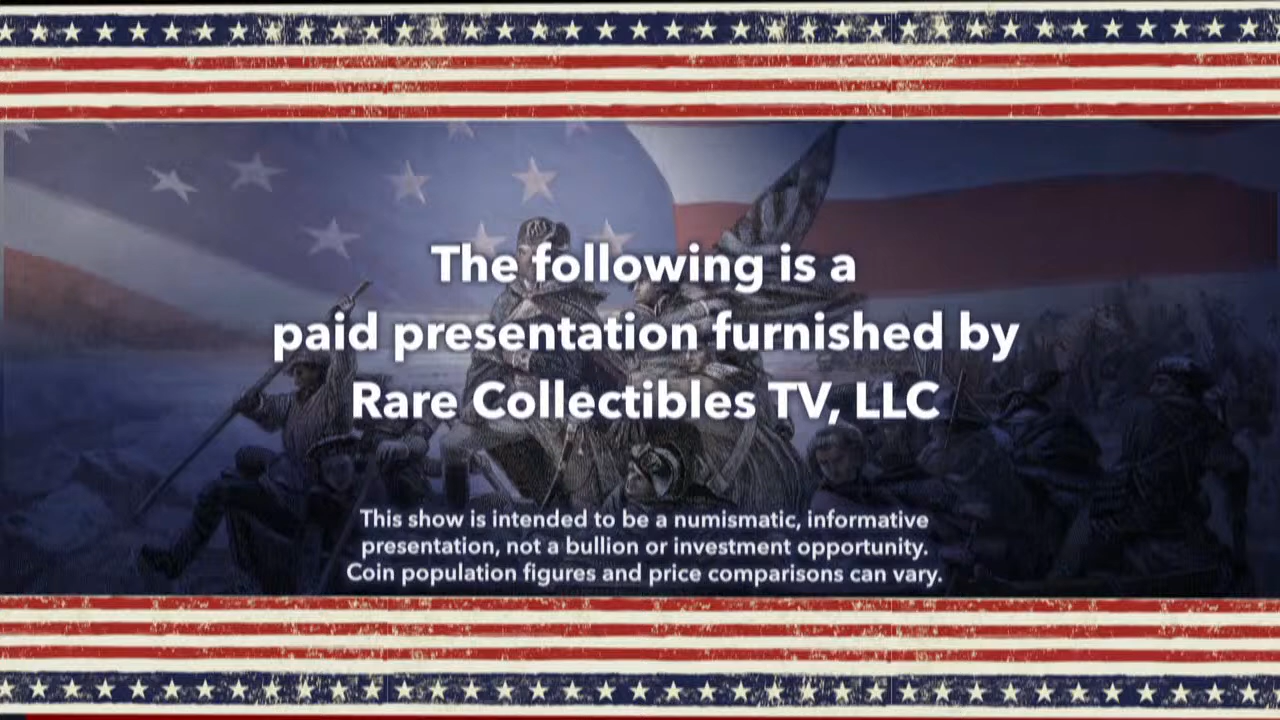 The following is a
paid presentation furnished by
Rare Collectibles TV, LLC
This show is intended to be a numismatic, informative
presentation, not a bullion or investment opportunity.
Coin population figures and price comparisons can vary.